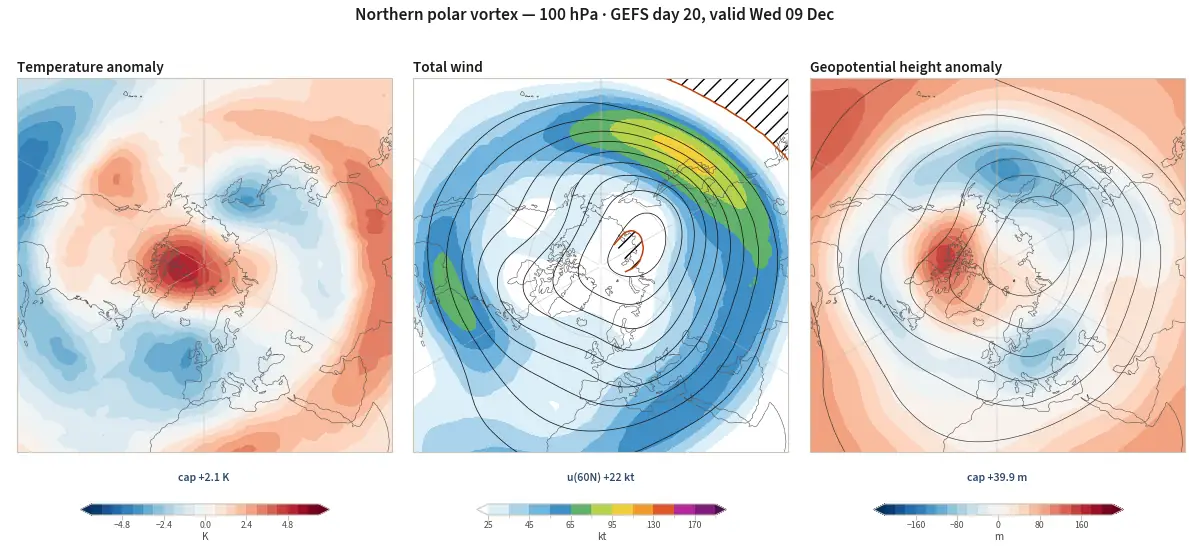 Northern polar vortex — 100 hPa · GEFS day 20, valid Wed 09 Dec
Temperature anomaly
Total wind
Geopotential height anomaly
cap +2.1 K
u(60N) +22 kt
cap +39.9 m
−4.8 −2.4 0.0 2.4 4.8
K
25 45 65 95 130 170
kt
−160 −80 0 80 160
m